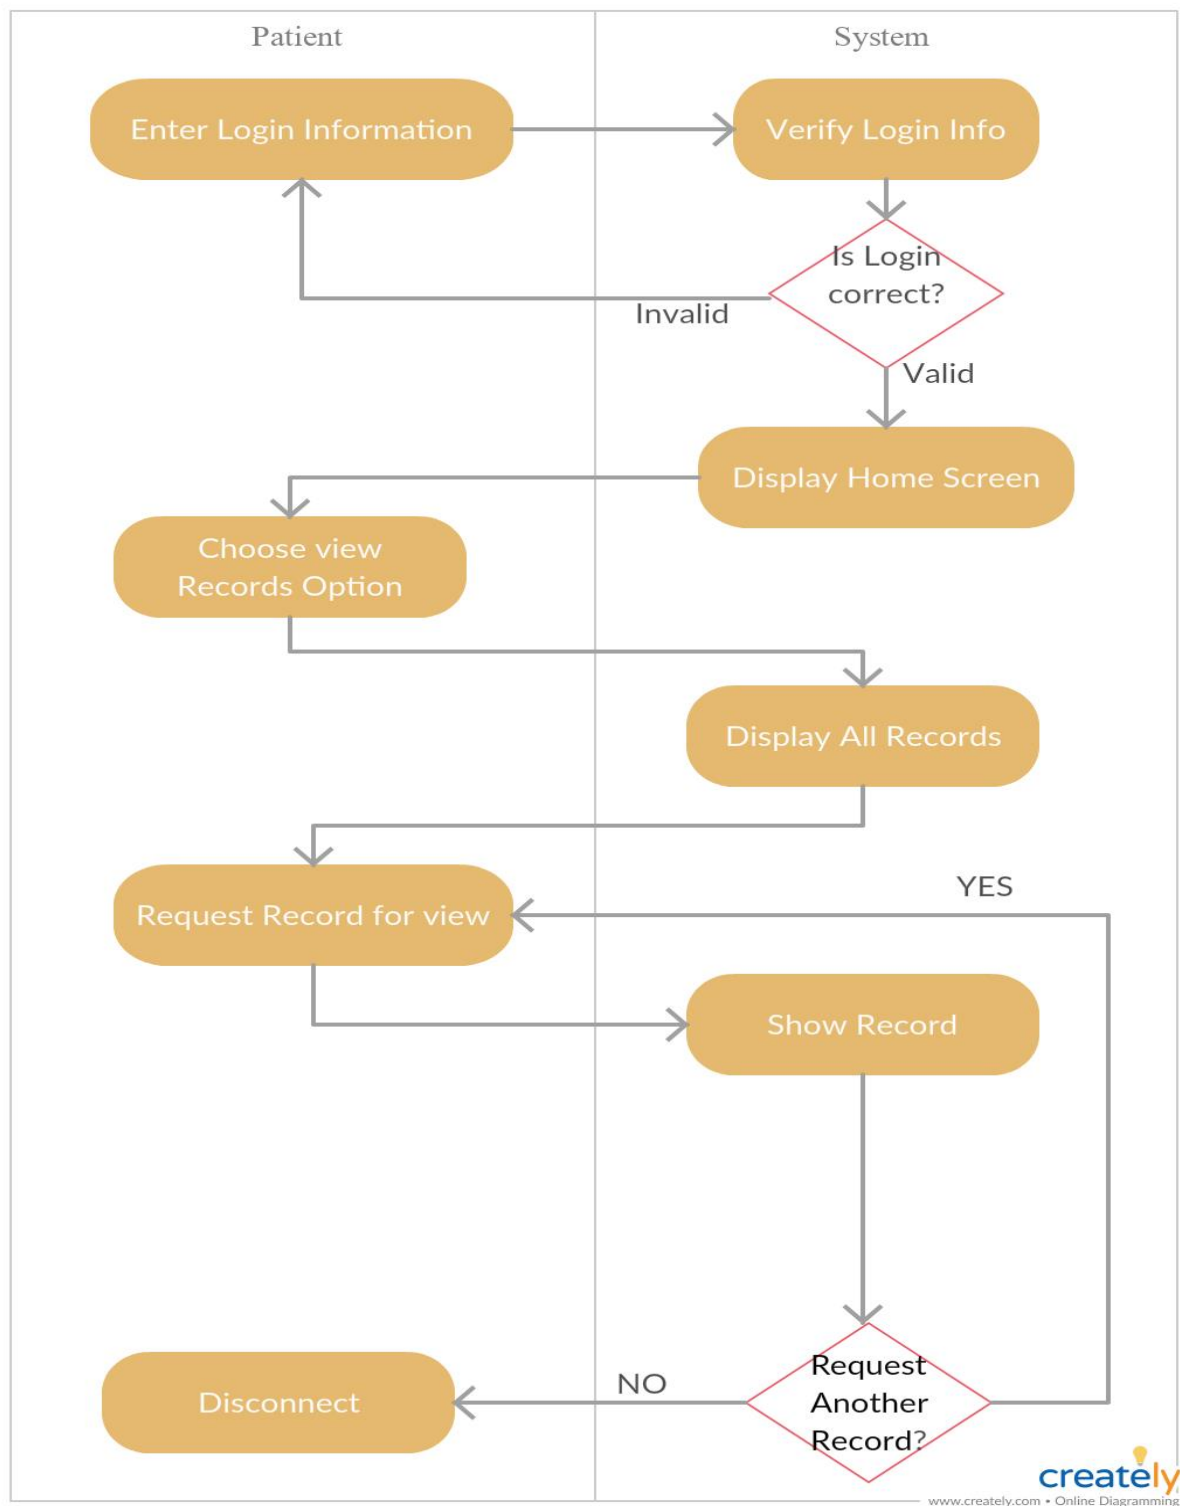 Patient
System
Enter Login Information
Verify Login Info
Is Login
correct?
Invalid
Valid
Display Home Screen
Choose view
Records Option
Display All Records
YES
Request Record for view
Show Record
Request
Another
Record?
NO
Disconnect
creately
www.creately.com • Online Diagramming